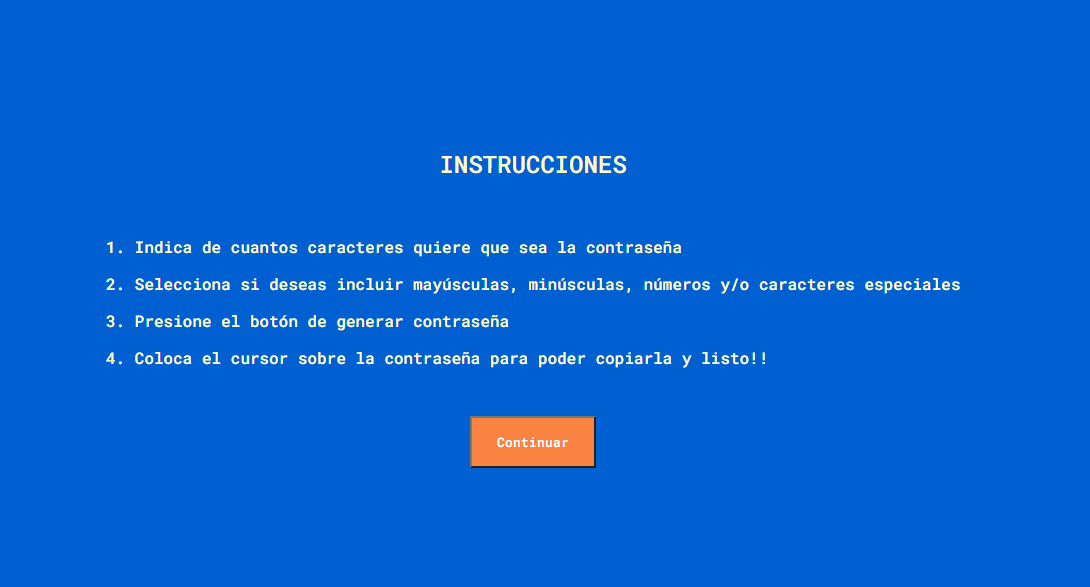 INSTRUCCIONES
1. Indica de cuantos caracteres quiere que sea la contraseña
2. Selecciona si deseas incluir mayúsculas, minúsculas, números y/o caracteres especiales
3. Presione el botón de generar contraseña
4. Coloca el cursor sobre la contraseña para poder copiarla y listo!!
Continuar